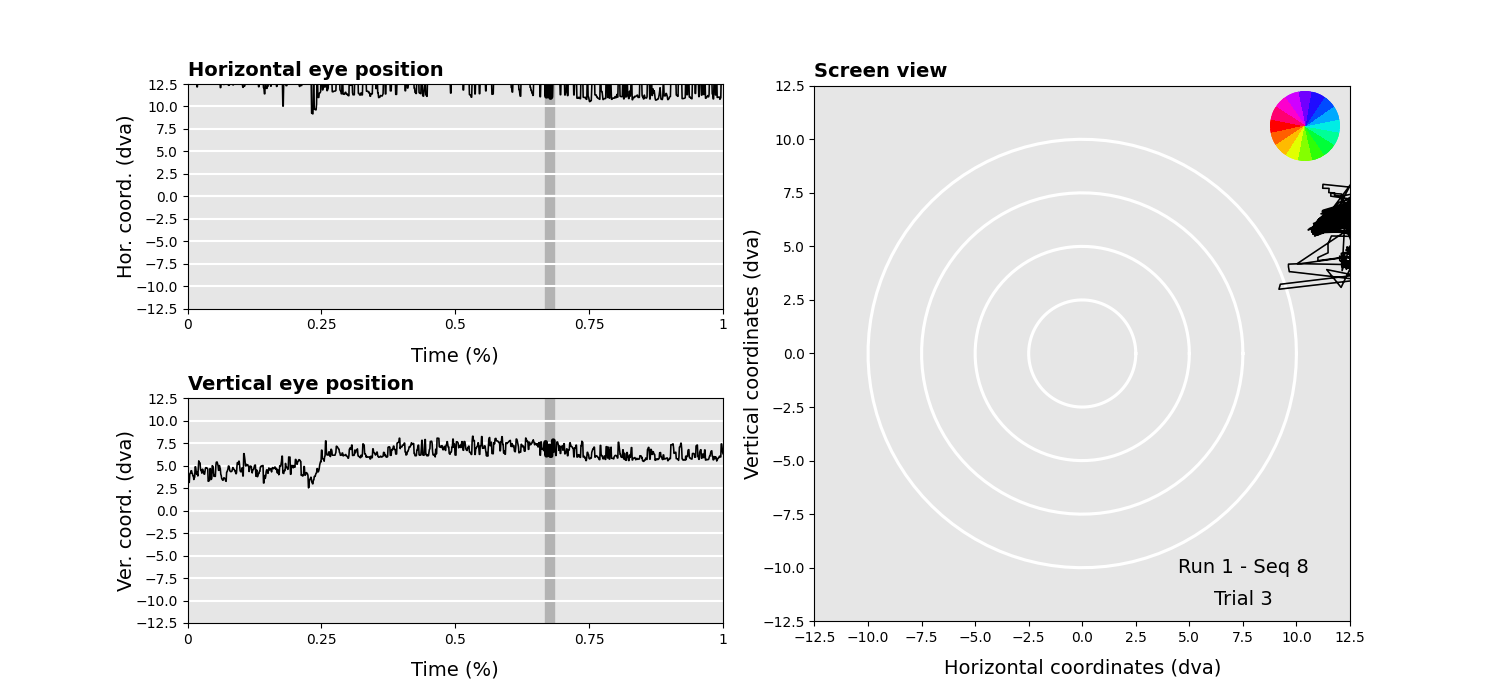 Horizontal eye position
12.5
10.0
7.5
5.0
2.5
0.0
−2.5
−5.0
−7.5
−10.0
−12.5
Hor. coord. (dva)
0 0.25 0.5 0.75 1
Time (%)
Vertical eye position
12.5
10.0
7.5
5.0
2.5
0.0
−2.5
−5.0
−7.5
−10.0
−12.5
Ver. coord. (dva)
0 0.25 0.5 0.75 1
Time (%)
Screen view
12.5
10.0
7.5
5.0
2.5
0.0
−2.5
−5.0
−7.5
−10.0
−12.5
Vertical coordinates (dva)
Run 1 - Seq 8
Trial 3
−12.5 −10.0 −7.5 −5.0 −2.5 0.0 2.5 5.0 7.5 10.0 12.5
Horizontal coordinates (dva)